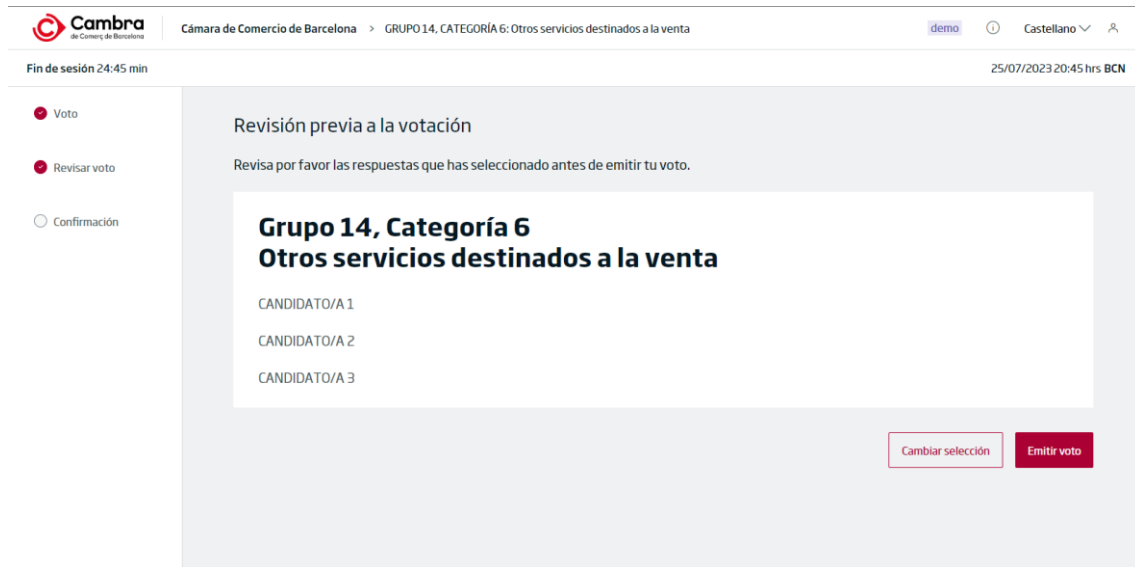 Cambra
de Comerç de Barcelona
Cámara de Comercio de Barcelona > GRUPO 14, CATEGORÍA 6: Otros servicios destinados a la venta
demo
Castellano
Fin de sesión 24:45 min
25/07/2023 20:45 hrs BCN
Voto
Revisar voto
Confirmación
Revisión previa a la votación
Revisa por favor las respuestas que has seleccionado antes de emitir tu voto.
Grupo 14, Categoría 6
Otros servicios destinados a la venta
CANDIDATO/A 1
CANDIDATO/A 2
CANDIDATO/A 3
Cambiar selección
Emitir voto